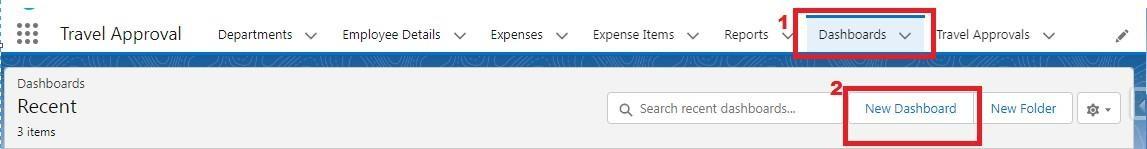 1
Travel Approval Departments Employee Details Expenses Expense Items Reports Dashboards Travel Approvals
Dashboards
Recent
3 items
2
Search recent dashboards... New Dashboard New Folder